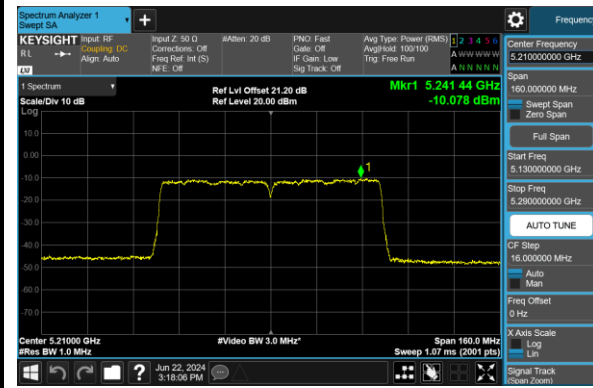 Spectrum Analyzer 1
Swept SA
+
Frequency
KEYSIGHT
RL
Input: RF
Coupling: DC
Align: Auto
Input Z: 50 Ω
Corrections: Off
Freq Ref: Int (S)
NFE: Off
#Atten: 20 dB
PNO: Fast
Gate: Off
IF Gain: Low
Sig Track: Off
Avg Type: Power (RMS)
Avg|Hold: 100/100
Trig: Free Run
1 2 3 4 5 6
A W W W W W
A N N N N N
1 Spectrum
Scale/Div 10 dB
Log
Ref Lvl Offset 21.20 dB
Ref Level 20.00 dBm
Mkr1 5.241 44 GHz
-10.078 dBm
10.0
0.00
-10.0
-20.0
-30.0
-40.0
-50.0
-60.0
-70.0
1
Center 5.21000 GHz
#Res BW 1.0 MHz
#Video BW 3.0 MHz*
Span 160.0 MHz
Sweep 1.07 ms (2001 pts)
Center Frequency
5.210000000 GHz
Span
160.000000 MHz
Swept Span
Zero Span
Full Span
Start Freq
5.130000000 GHz
Stop Freq
5.290000000 GHz
AUTO TUNE
CF Step
16.000000 MHz
Auto
Man
Freq Offset
0 Hz
X Axis Scale
Log
Lin
Signal Track
(Span Zoom)
?
Jun 22, 2024
3:18:06 PM